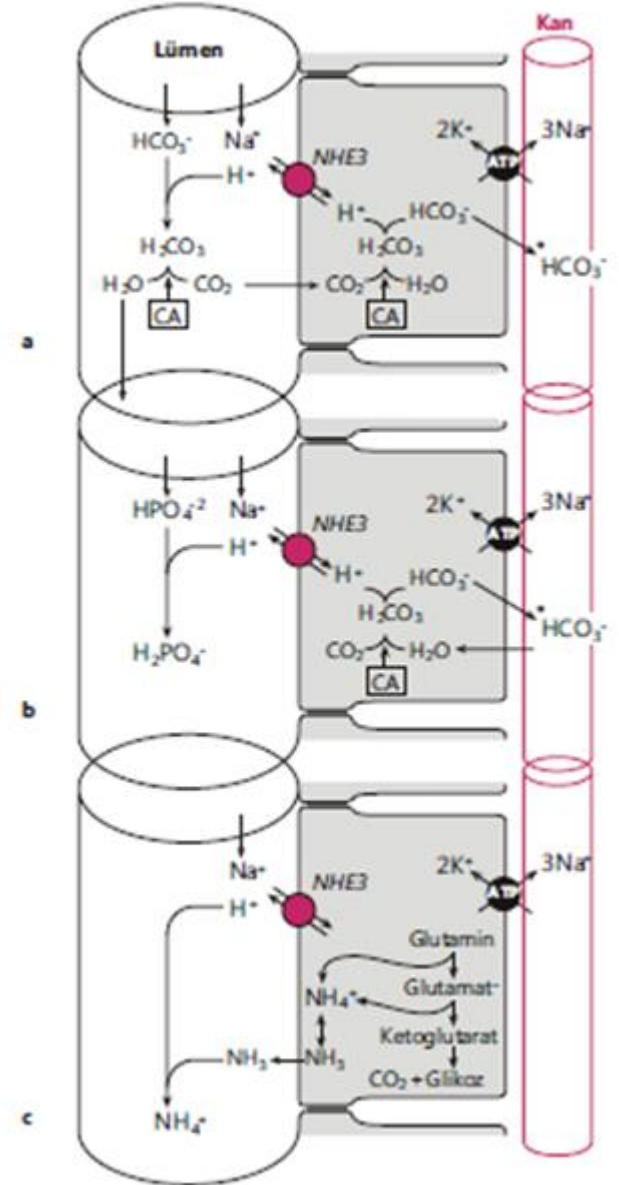 Kan
Lümen
HCO₃⁻ Na⁺ NHE3 2K⁺ 3Na⁺
ATP
H⁺ H⁺ HCO₃⁻
H₂CO₃ H₂CO₃ HCO₃⁻
H₂O CO₂ CO₂ H₂O
CA CA
a
HPO₄⁻² Na⁺ NHE3 2K⁺ 3Na⁺
ATP
H⁺ H⁺ HCO₃⁻
H₂CO₃ HCO₃⁻
H₂PO₄⁻ CO₂ H₂O
CA
b
Na⁺ NHE3 2K⁺ 3Na⁺
ATP
H⁺
Glutamin
NH₄⁺ Glutamat⁻
Ketoglutarat
NH₃ NH₃
CO₂ + Glikoz
NH₄⁺
c